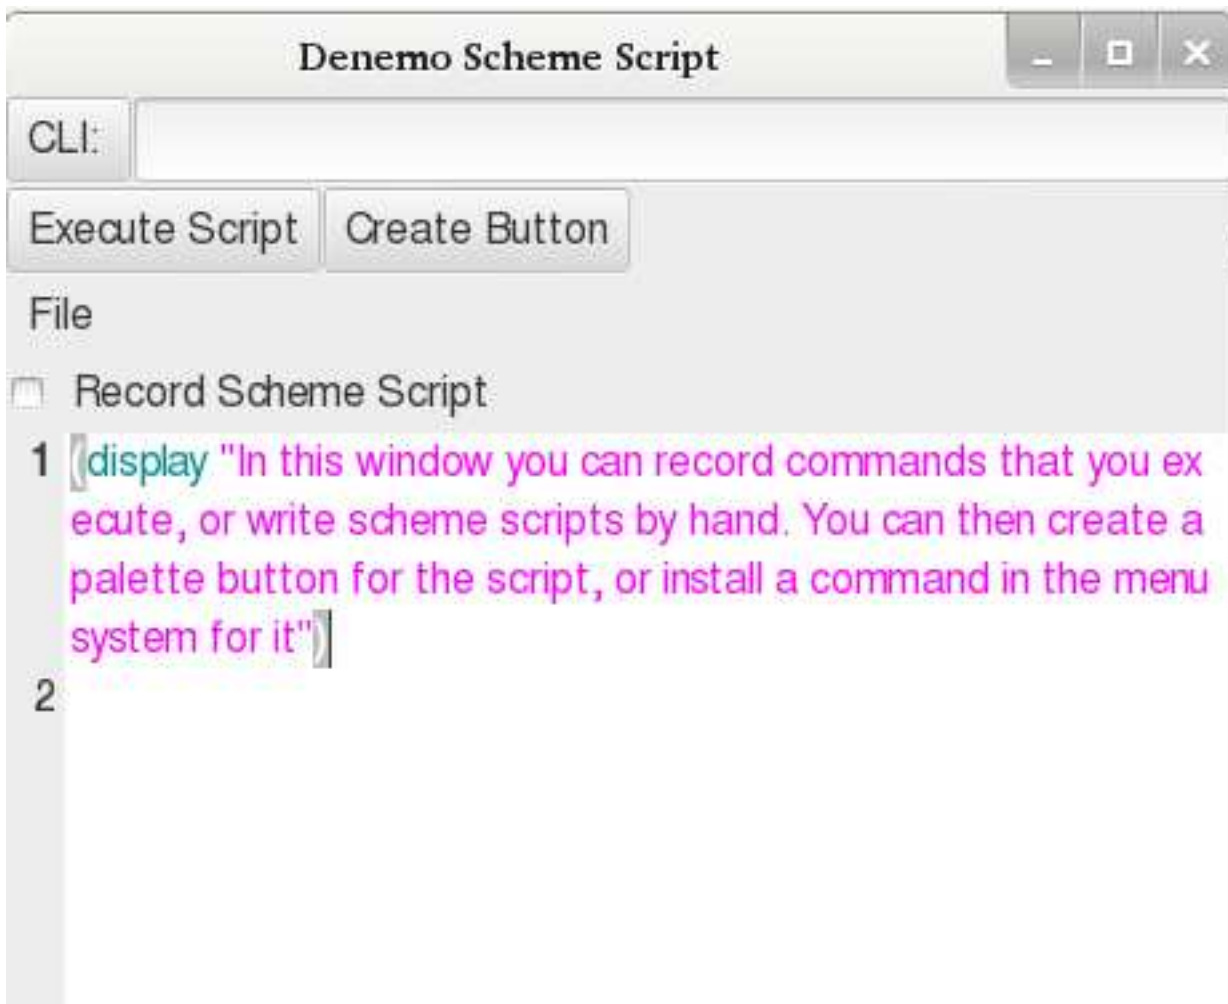 Denemo Scheme Script
CLI:
Execute Script Create Button
File
Record Scheme Script
1 (display "In this window you can record commands that you ex
ecute, or write scheme scripts by hand. You can then create a
palette button for the script, or install a command in the menu
system for it")
2